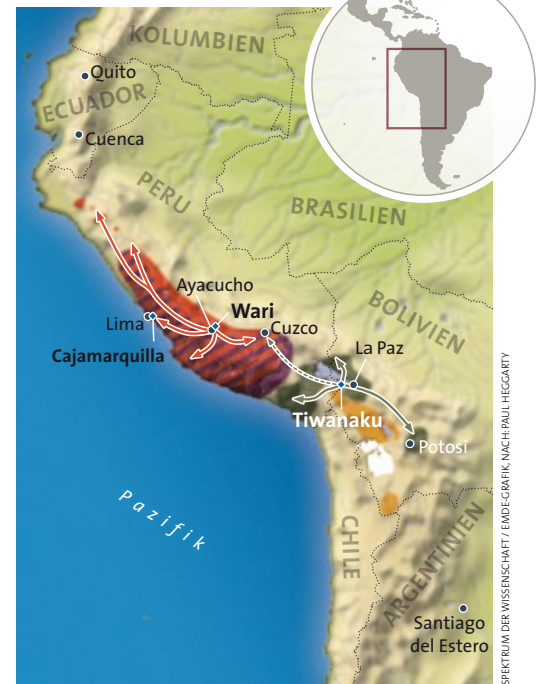 KOLUMBIEN
Quito
ECUADOR
Cuenca
PERU
BRASILIEN
Ayacucho
Wari
Lima
Cuzco
Cajamarquilla
BOLIVIEN
La Paz
Tiwanaku
Potosi
Pazifik
CHILE
ARGENTINIEN
Santiago
del Estero
SPEKTRUM DER WISSENSCHAFT / EMDE-GRAFIK, NACH: PAUL HEGGARTY